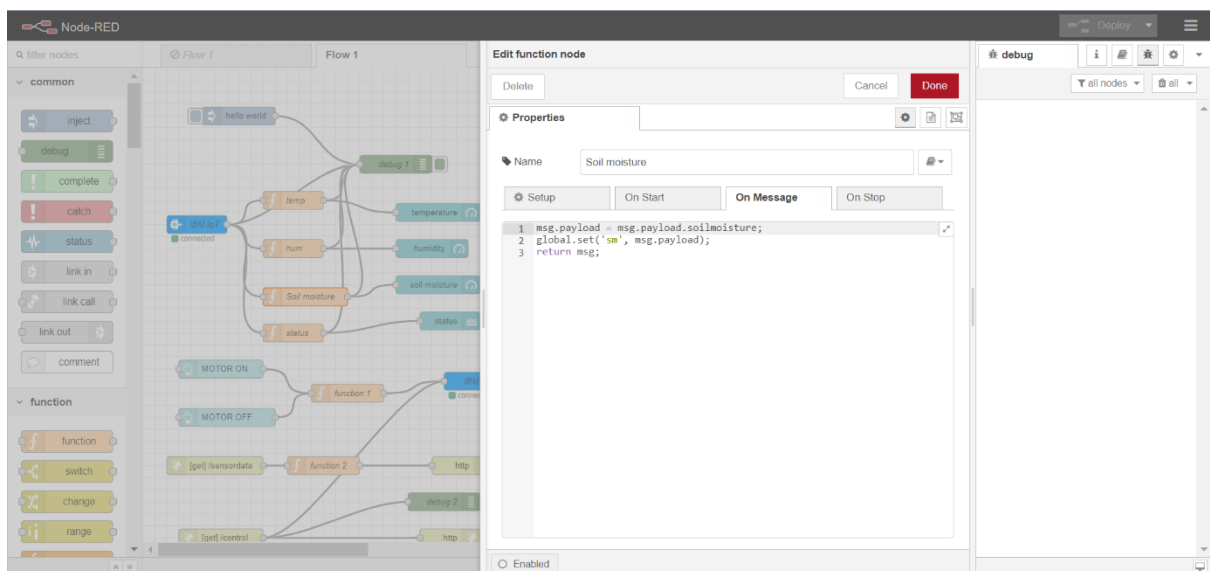 Node-RED
Deploy
filter nodes
Flow 1
Flow 1
Edit function node
debug
i
common
Delete
Cancel
Done
all nodes
all
inject
debug
complete
catch
status
link in
link call
link out
comment
function
function
switch
change
range
hello world
debug 1
temp
temperature
IBM IoT
connected
hum
humidity
Soil moisture
soil moisture
status
status
MOTOR ON
function 1
MOTOR OFF
[get] /sensordata
function 2
http
debug 2
[get] /control
http
Properties
Name
Soil moisture
Setup
On Start
On Message
On Stop
1 msg.payload = msg.payload.soilmoisture;
2 global.set('sm', msg.payload);
3 return msg;
Enabled